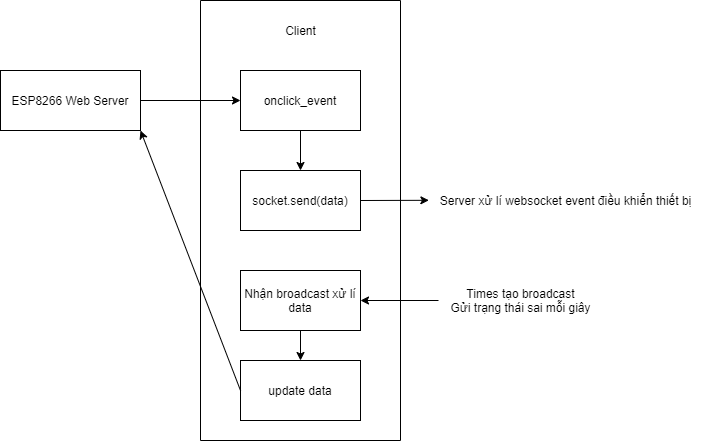 Client
ESP8266 Web Server
onclick_event
socket.send(data)
Server xử lí websocket event điều khiển thiết bị
Nhận broadcast xử lí
data
Times tạo broadcast
Gửi trạng thái sai mỗi giây
update data